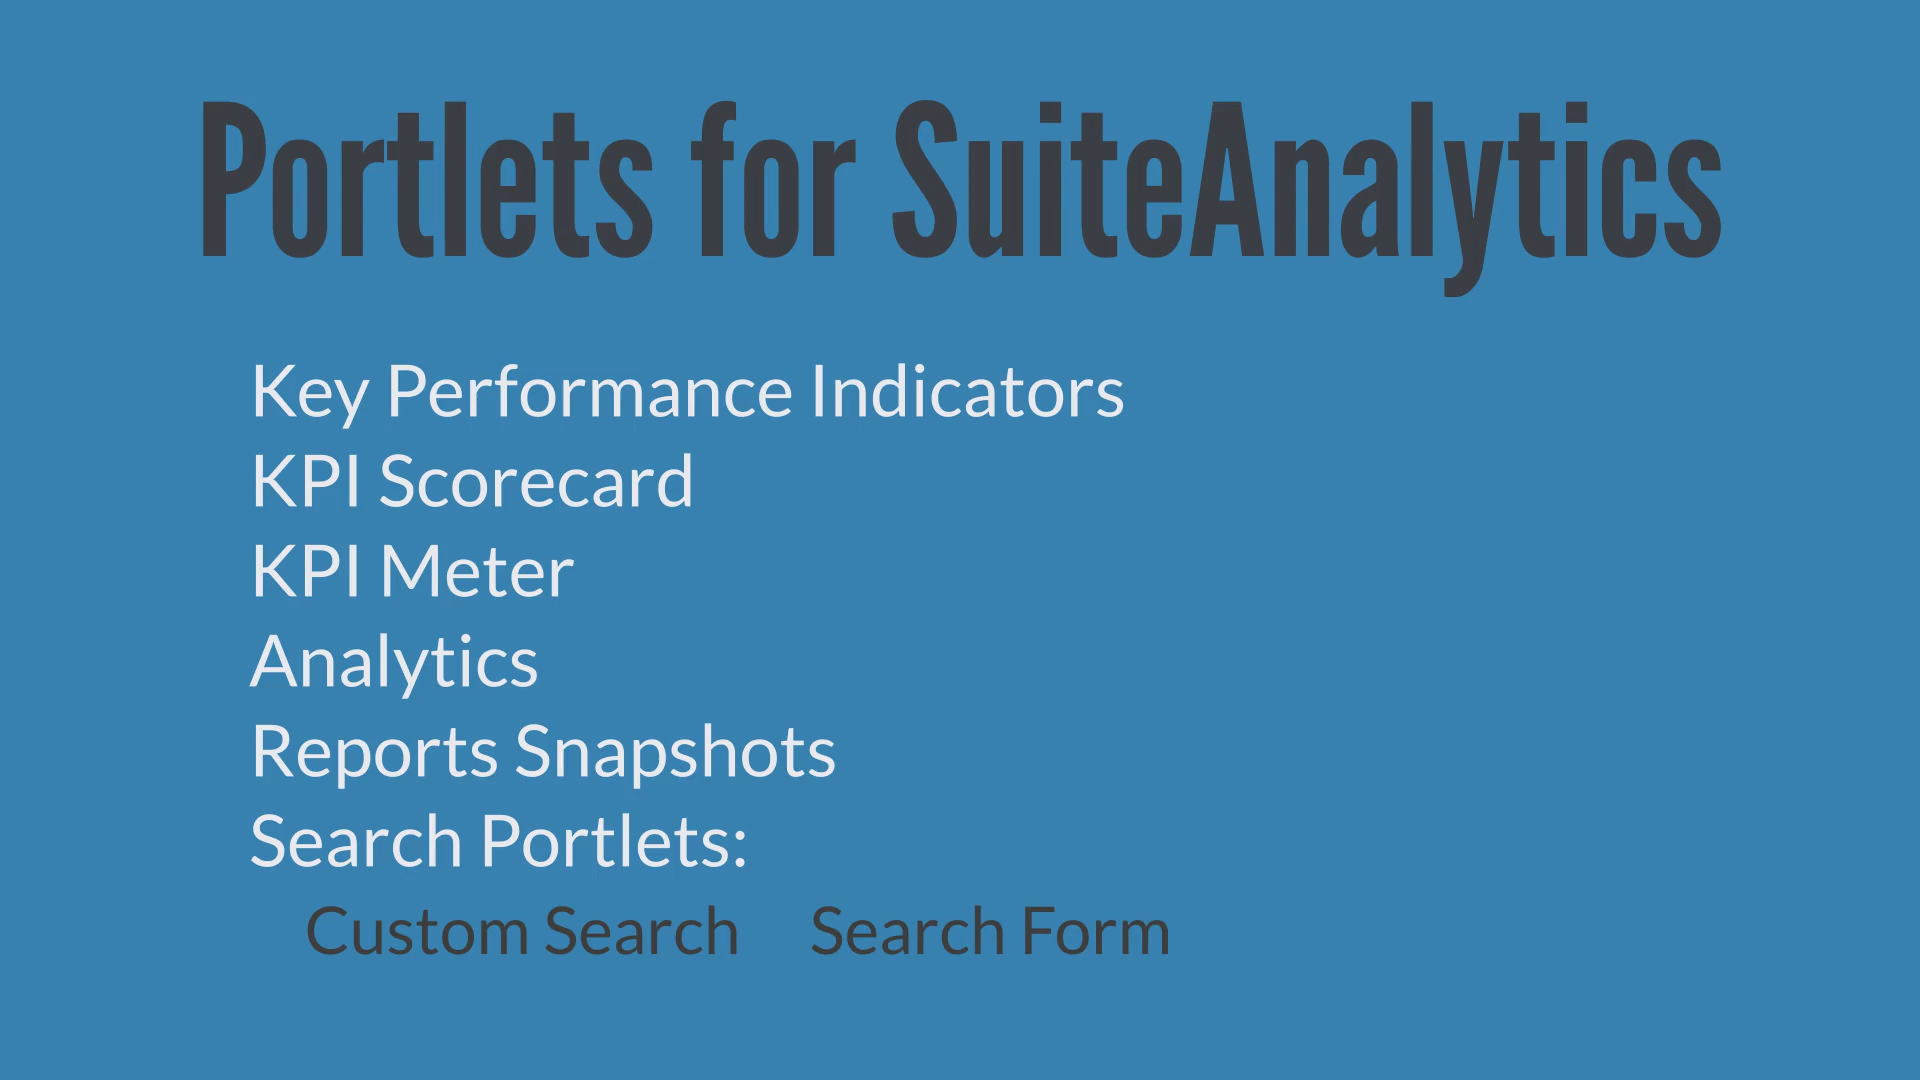 Portlets for SuiteAnalytics
Key Performance Indicators
KPI Scorecard
KPI Meter
Analytics
Reports Snapshots
Search Portlets:
Custom Search Search Form